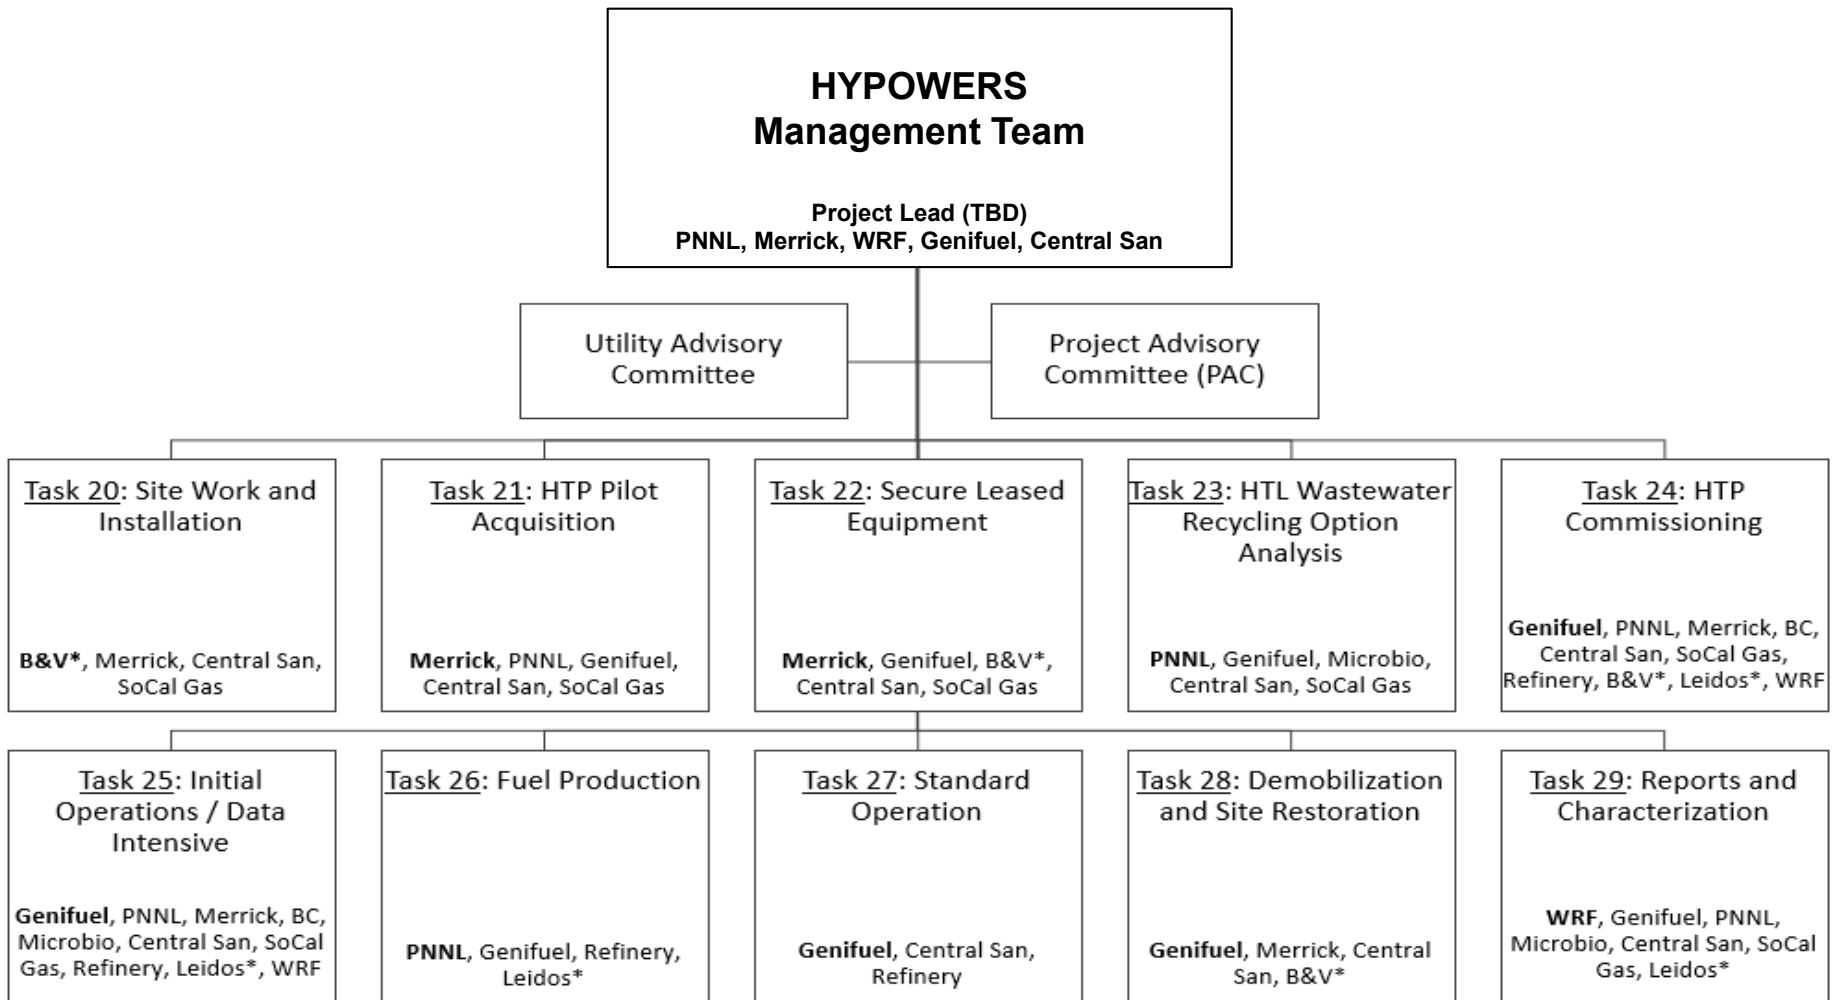 HYPOWERS
Management Team
Project Lead (TBD)
PNNL, Merrick, WRF, Genifuel, Central San
Utility Advisory
Committee
Project Advisory
Committee (PAC)
Task 20: Site Work and
Installation
B&V*, Merrick, Central San,
SoCal Gas
Task 21: HTP Pilot
Acquisition
Merrick, PNNL, Genifuel,
Central San, SoCal Gas
Task 22: Secure Leased
Equipment
Merrick, Genifuel, B&V*,
Central San, SoCal Gas
Task 23: HTL Wastewater
Recycling Option
Analysis
PNNL, Genifuel, Microbio,
Central San, SoCal Gas
Task 24: HTP
Commissioning
Genifuel, PNNL, Merrick, BC,
Central San, SoCal Gas,
Refinery, B&V*, Leidos*, WRF
Task 25: Initial
Operations / Data
Intensive
Genifuel, PNNL, Merrick, BC,
Microbio, Central San, SoCal
Gas, Refinery, Leidos*, WRF
Task 26: Fuel Production
PNNL, Genifuel, Refinery,
Leidos*
Task 27: Standard
Operation
Genifuel, Central San,
Refinery
Task 28: Demobilization
and Site Restoration
Genifuel, Merrick, Central
San, B&V*
Task 29: Reports and
Characterization
WRF, Genifuel, PNNL,
Microbio, Central San, SoCal
Gas, Leidos*